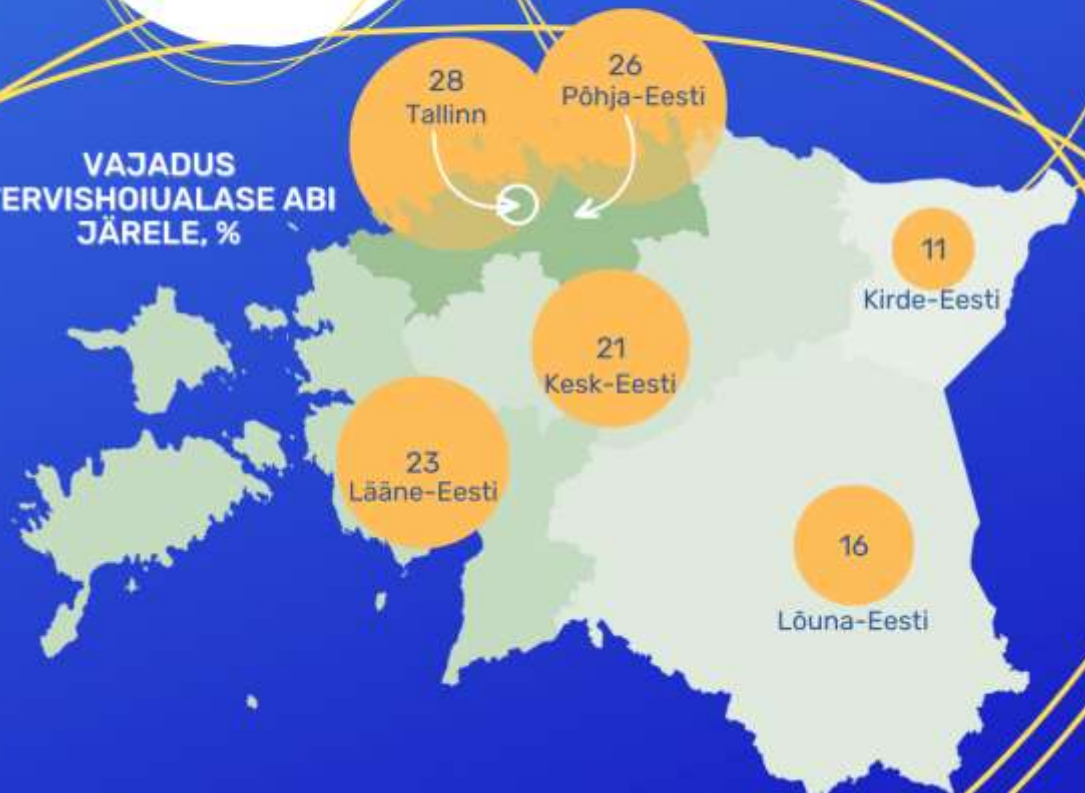 28
Tallinn
26
Põhja-Eesti
VAJADUS
ERVISHOIUALASE ABI
JÄRELE, %
11
Kirde-Eesti
21
Kesk-Eesti
23
Lääne-Eesti
16
Lõuna-Eesti